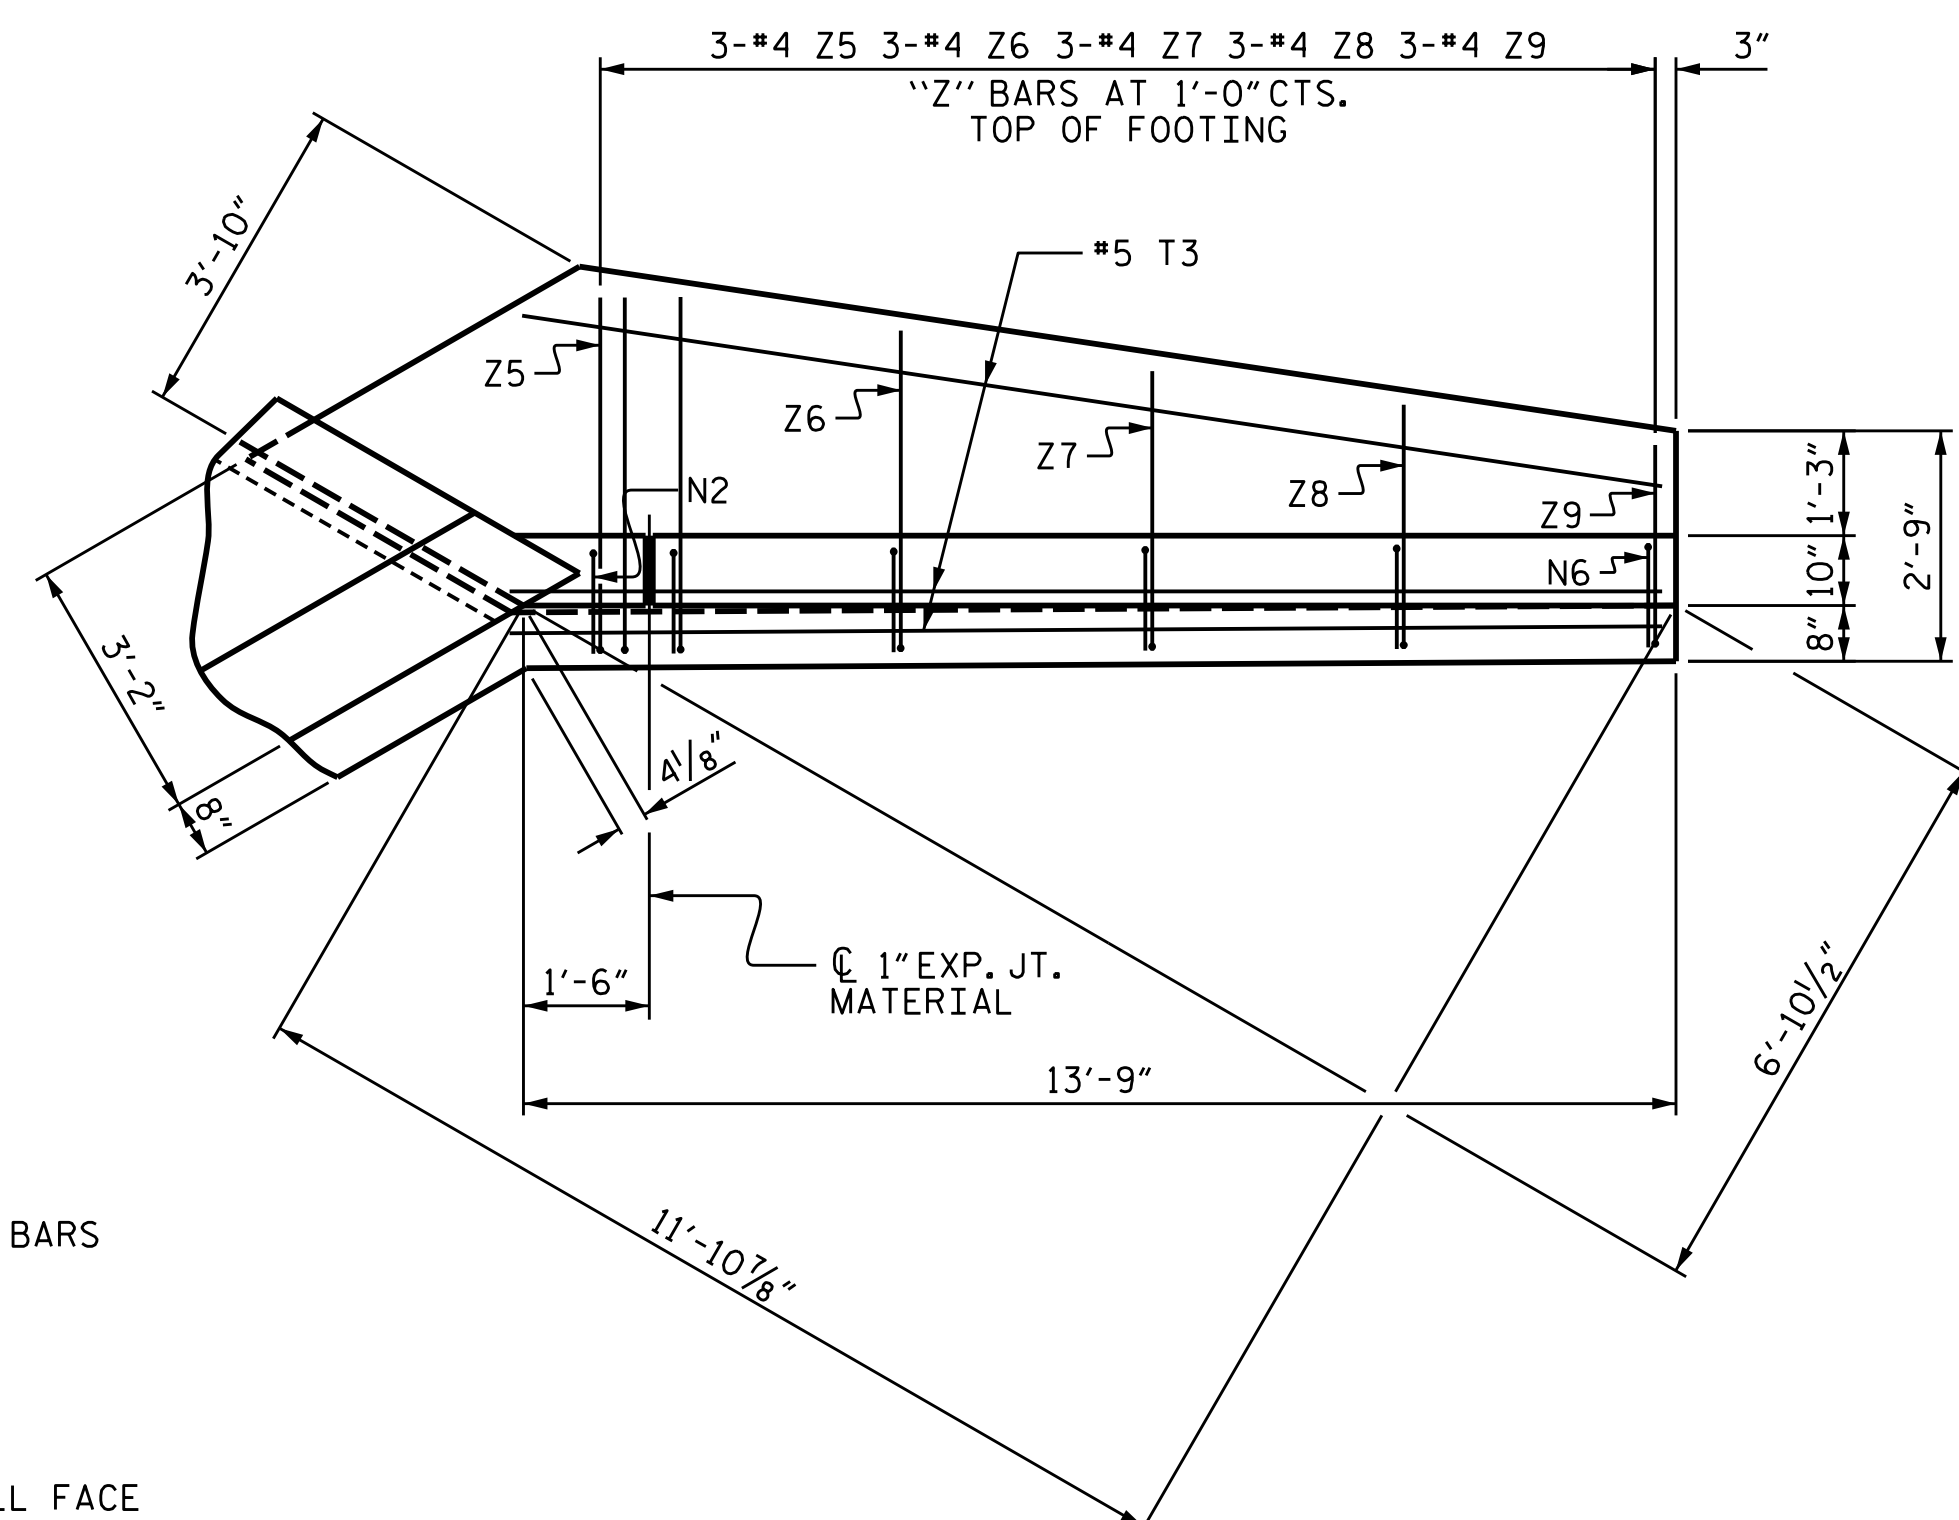 3-#4 Z5 3-#4 Z6 3-#4 Z7 3-#4 Z8 3-#4 Z9
3"
"Z" BARS AT 1'-0" CTS.
TOP OF FOOTING
3'-10"
#5 T3
Z5
Z6
Z7
Z8
Z9
N2
N6
1'-3"
10"
8"
2'-9"
3'-2"
8"
4 1/8"
℄ 1" EXP. JT.
MATERIAL
1'-6"
13'-9"
6'-10 1/2"
11'-10 7/8"
BARS
FACE